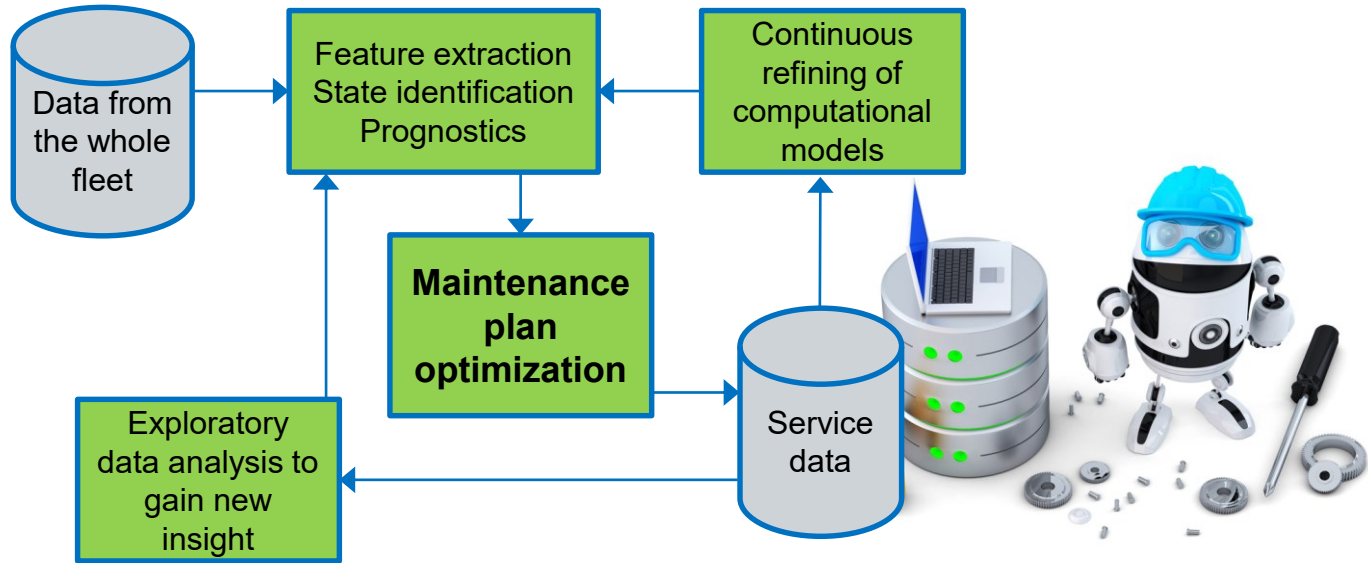 Data from
the whole
fleet
Feature extraction
State identification
Prognostics
Continuous
refining of
computational
models
Maintenance
plan
optimization
Exploratory
data analysis to
gain new
insight
Service
data